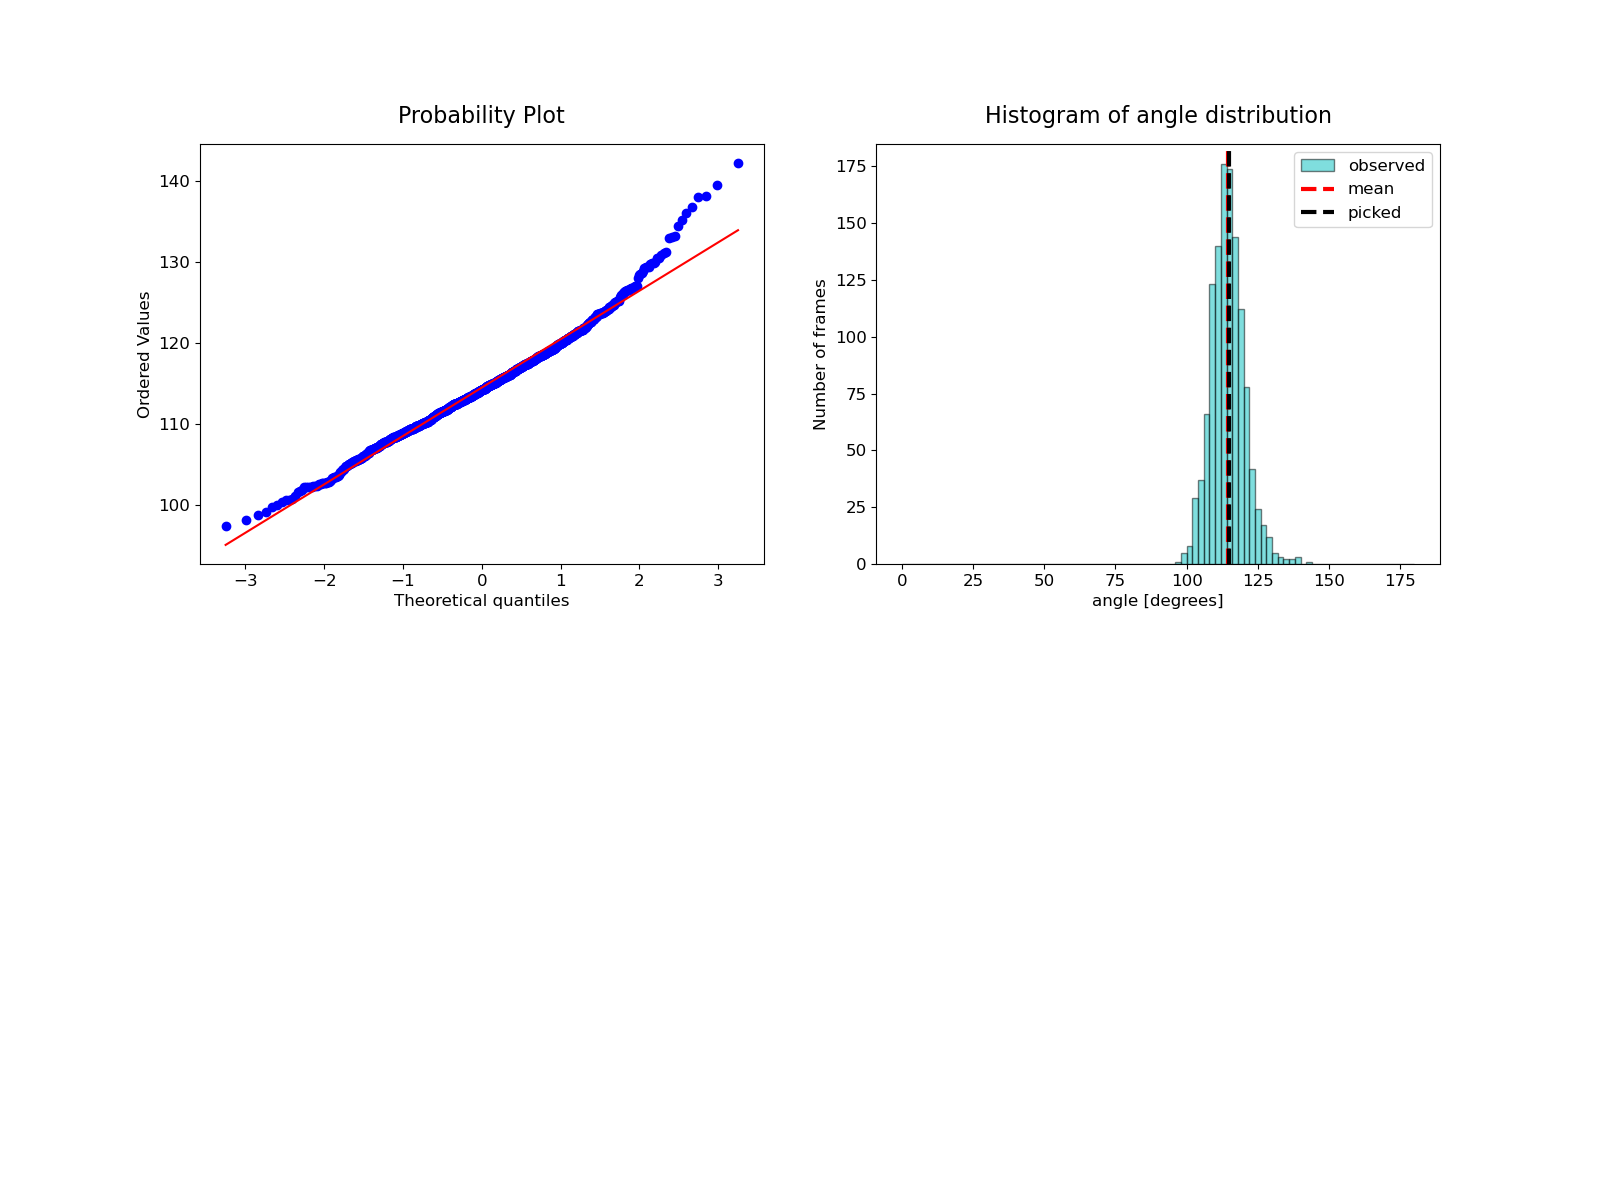 Probability Plot
140
130
120
110
100
Ordered Values
−3 −2 −1 0 1 2 3
Theoretical quantiles
Histogram of angle distribution
175
150
125
100
75
50
25
0
Number of frames
observed
mean
picked
0 25 50 75 100 125 150 175
angle [degrees]